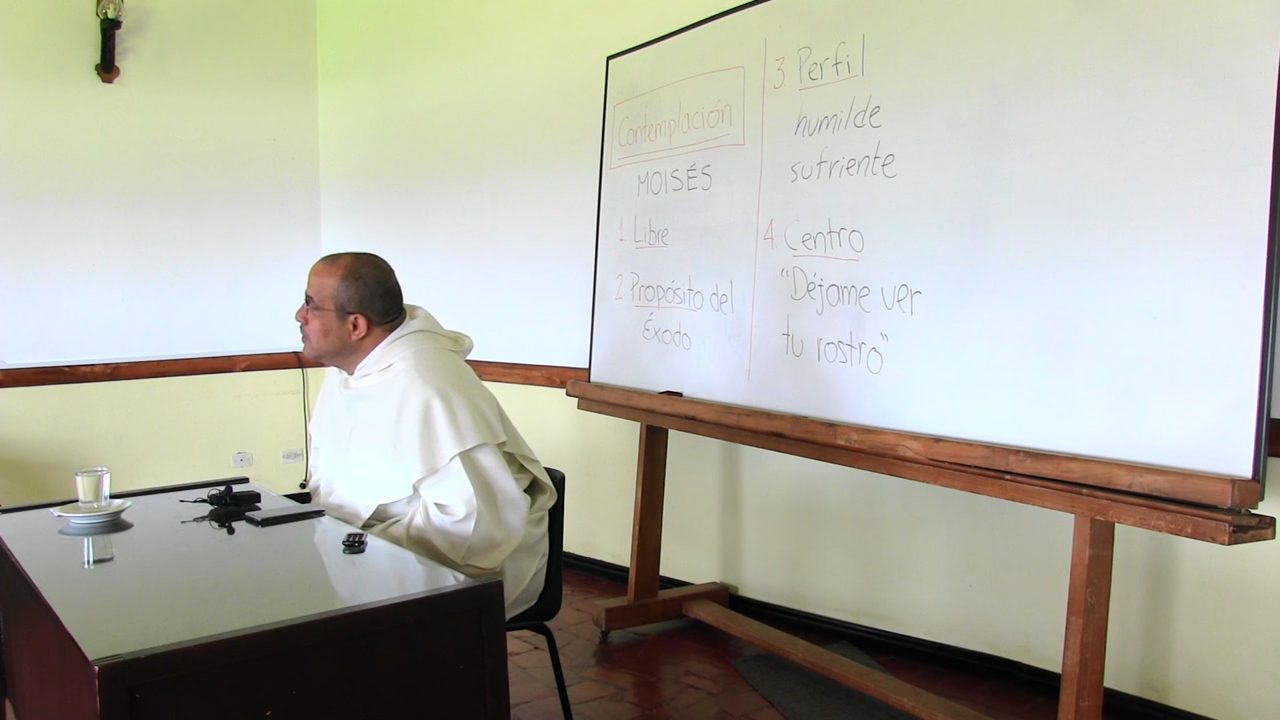 Contemplación
MOISÉS
1. Libre
2. Propósito del
Éxodo
3. Perfil
humilde
sufriente
4. Centro
"Déjame ver
tu rostro"